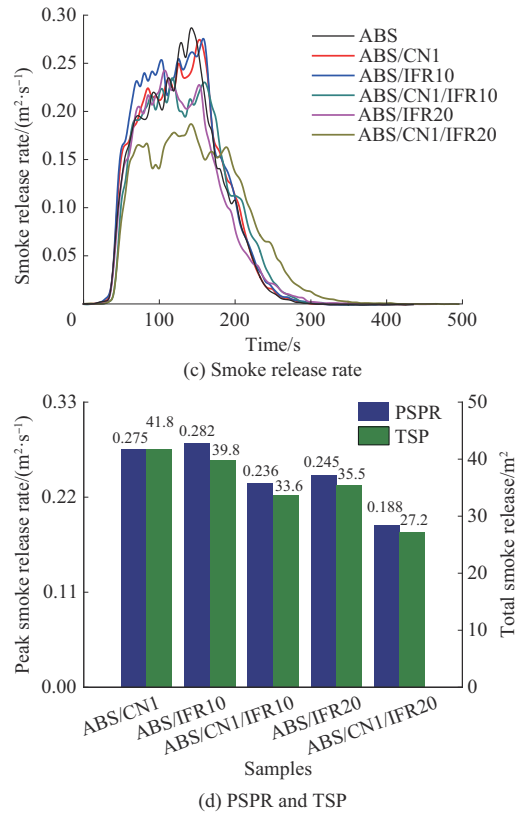 0.30
0.25
0.20
0.15
0.10
0.05
Smoke release rate/(m²·s⁻¹)
ABS
ABS/CN1
ABS/IFR10
ABS/CN1/IFR10
ABS/IFR20
ABS/CN1/IFR20
0 100 200 300 400 500
Time/s
(c) Smoke release rate
0.33
0.22
0.11
0.00
Peak smoke release rate/(m²·s⁻¹)
PSPR
TSP
0.275 41.8
0.282 39.8
0.236 33.6
0.245 35.5
0.188 27.2
50
40
30
20
10
0
Total smoke release/m²
ABS/CN1
ABS/IFR10
ABS/CN1/IFR10
ABS/IFR20
ABS/CN1/IFR20
Samples
(d) PSPR and TSP